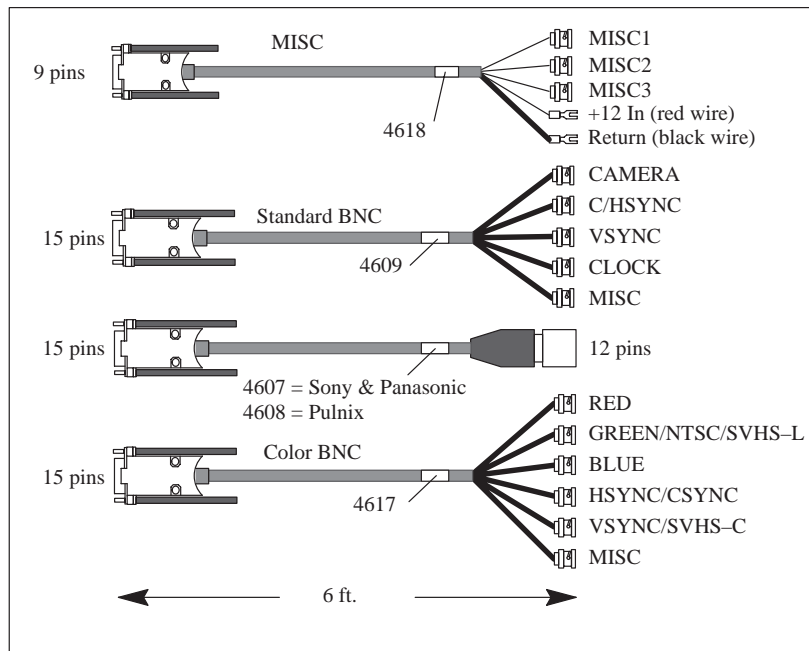 MISC
9 pins
4618
MISC1
MISC2
MISC3
+12 In (red wire)
Return (black wire)
Standard BNC
15 pins
4609
CAMERA
C/HSYNC
VSYNC
CLOCK
MISC
15 pins
12 pins
4607 = Sony & Panasonic
4608 = Pulnix
Color BNC
15 pins
4617
RED
GREEN/NTSC/SVHS–L
BLUE
HSYNC/CSYNC
VSYNC/SVHS–C
MISC
6 ft.